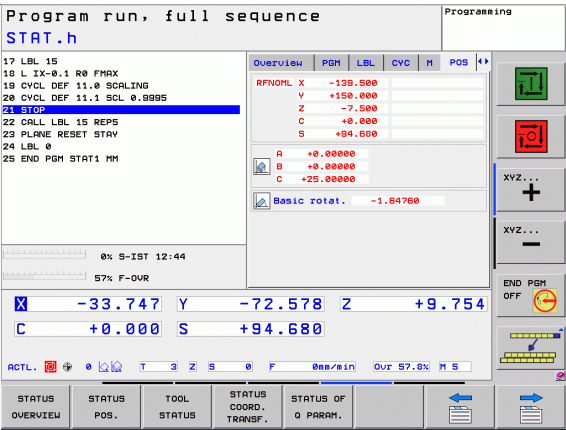 Program run, full sequence
Programming
STAT.h
17 LBL 15
18 L IX-0.1 R0 FMAX
19 CYCL DEF 11.0 SCALING
20 CYCL DEF 11.1 SCL 0.9995
21 STOP
22 CALL LBL 15 REP5
23 PLANE RESET STAY
24 LBL 0
25 END PGM STAT1 MM
Overview PGM LBL CYC M POS
RFNOML X -139.500
Y +150.000
Z -7.500
C +0.000
S +94.680
A +0.00000
B +0.00000
C +25.00000
Basic rotat. -1.64760
0% S-IST 12:44
57% F-OVR
X -33.747 Y -72.578 Z +9.754
C +0.000 S +94.680
ACTL. 0 T 3 Z S 0 F 0mm/min Ovr 57.8% M 5
XYZ...
+
XYZ...
-
END PGM
OFF
STATUS
OVERVIEW
STATUS
POS.
TOOL
STATUS
STATUS
COORD.
TRANSF.
STATUS OF
Q PARAM.